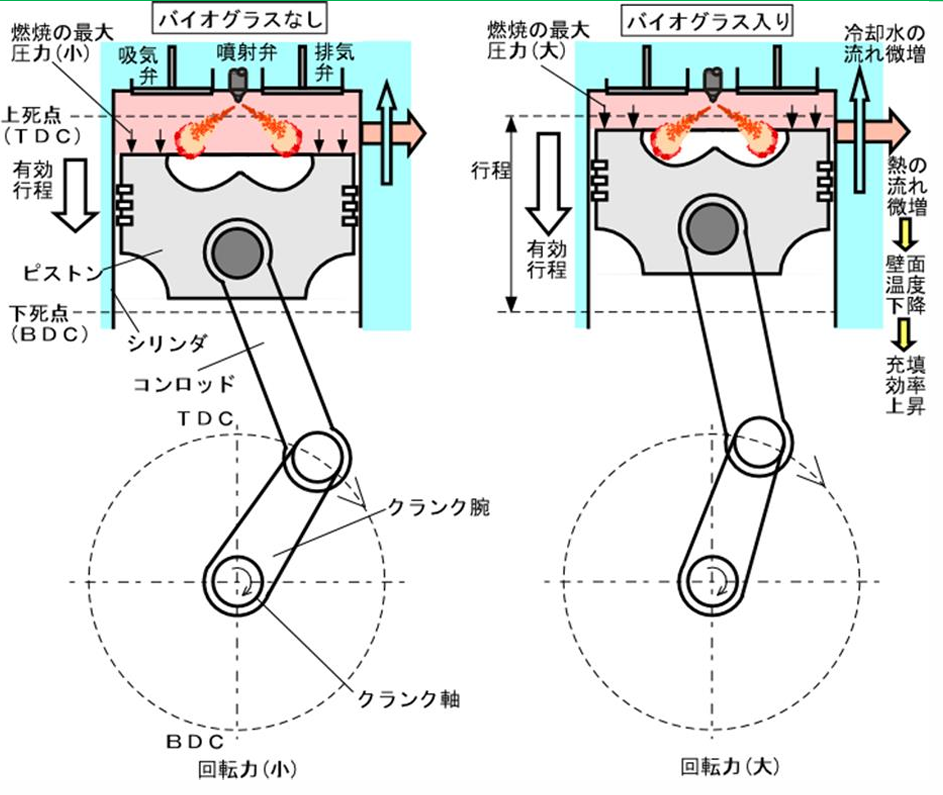 バイオグラスなし
燃焼の最大
圧力(小)
吸気
弁
噴射弁
排気
弁
上死点
(TDC)
有効
行程
ピストン
下死点
(BDC)
シリンダ
コンロッド
TDC
クランク腕
クランク軸
BDC
回転力(小)
バイオグラス入り
燃焼の最大
圧力(大)
冷却水の
流れ微増
行程
有効
行程
熱の
流れ
微増
壁面
温度
下降
充填
効率
上昇
回転力(大)